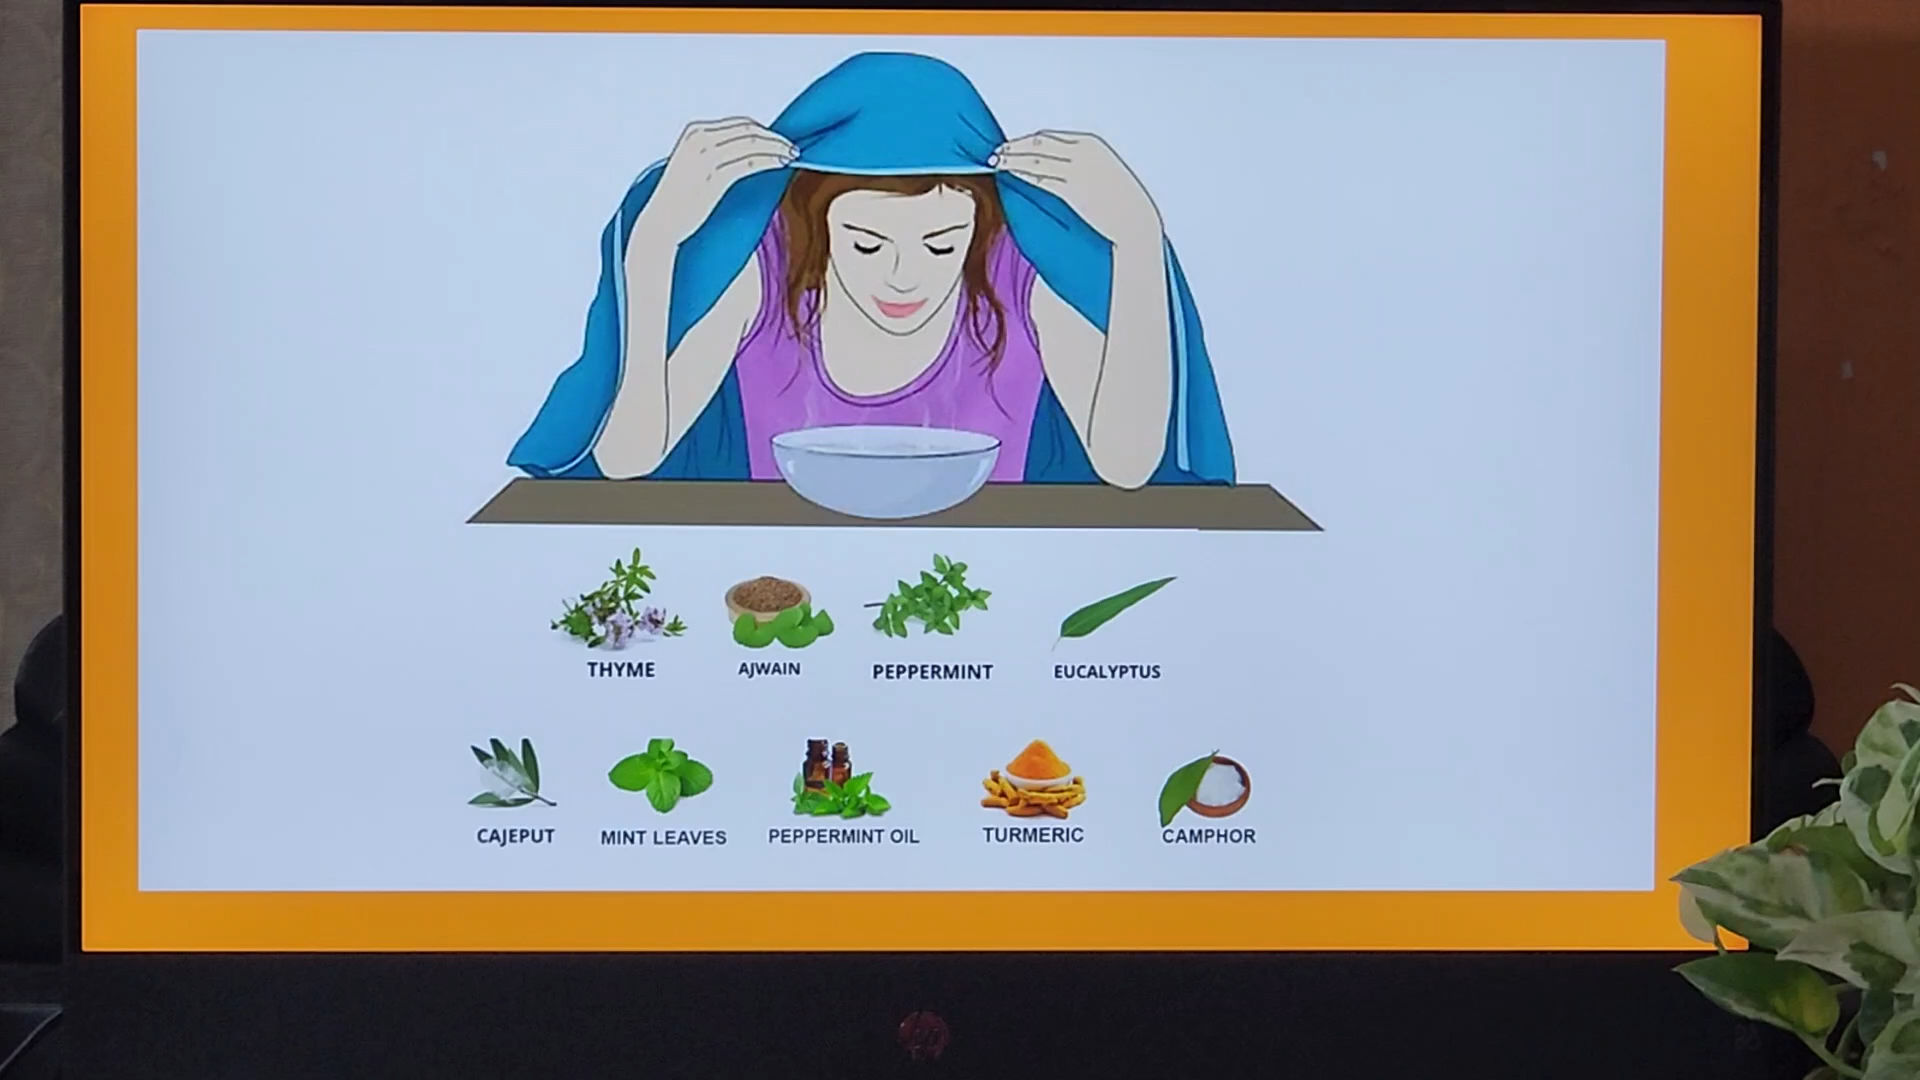 THYME
AJWAIN
PEPPERMINT
EUCALYPTUS
CAJEPUT
MINT LEAVES
PEPPERMINT OIL
TURMERIC
CAMPHOR